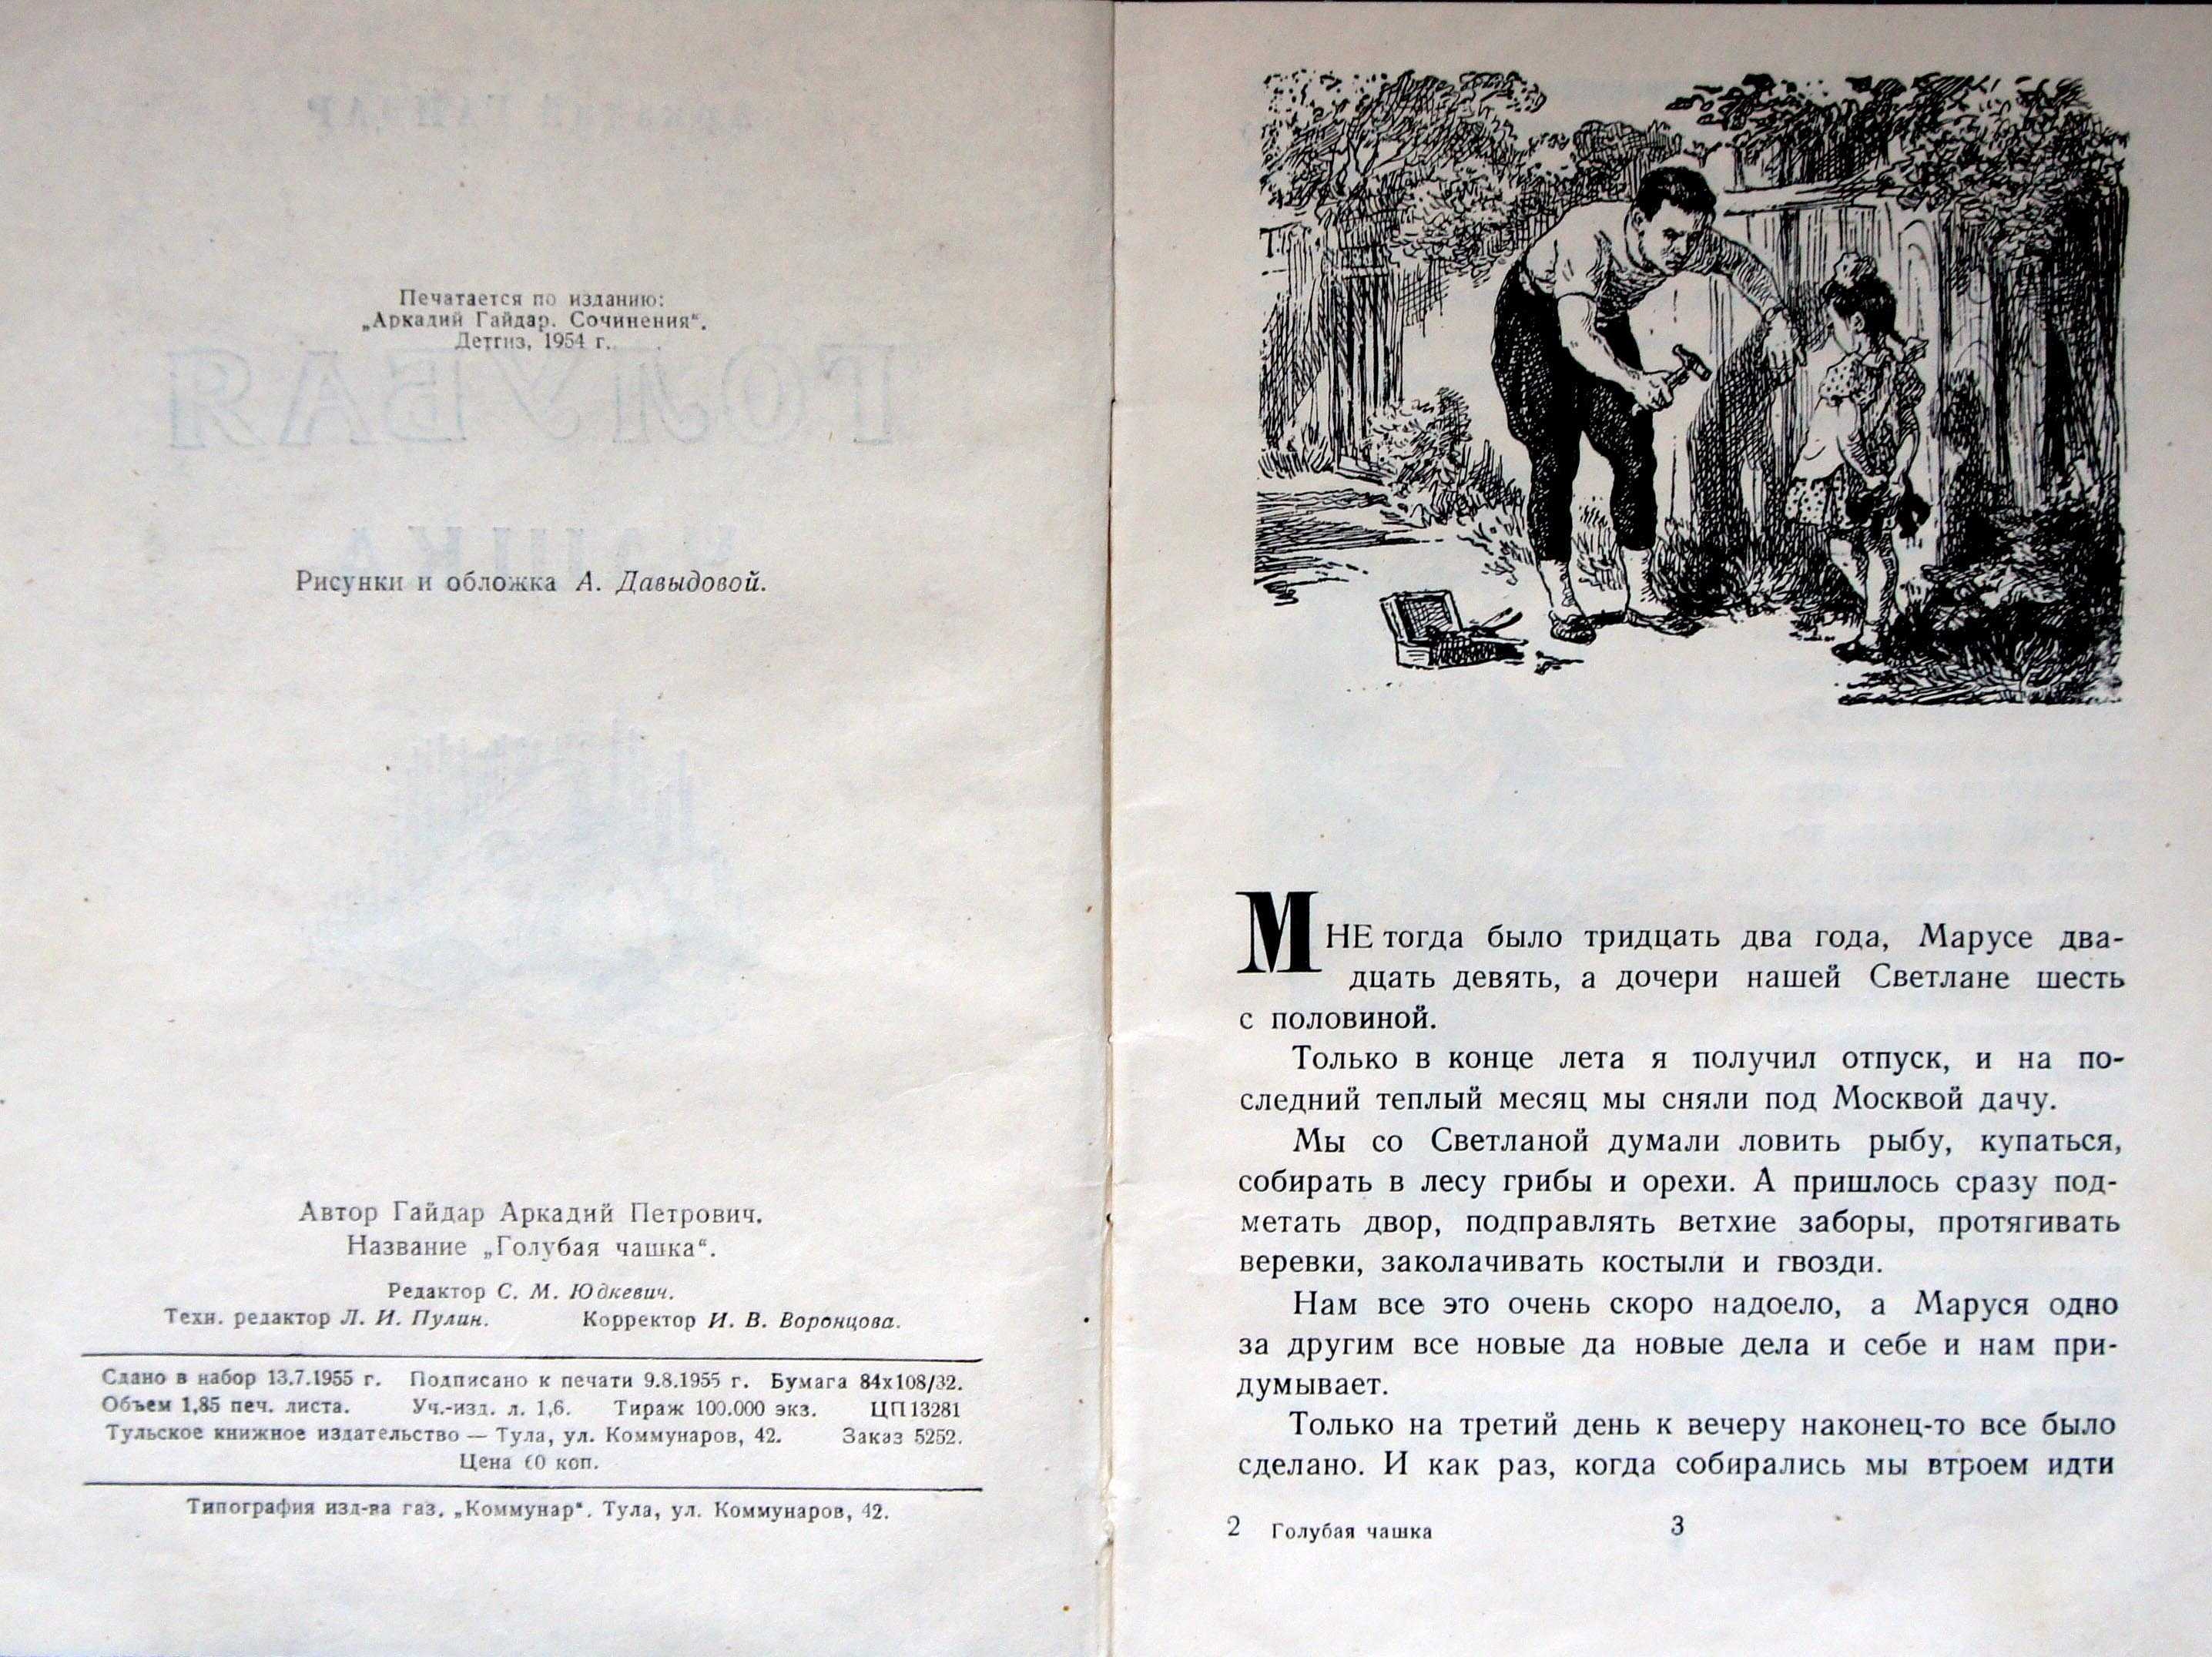 Печатается по изданию:
„Аркадий Гайдар. Сочинения“.
Детгиз, 1954 г.
Рисунки и обложка А. Давыдовой.
Автор Гайдар Аркадий Петрович.
Название „Голубая чашка“.
Редактор С. М. Юдкевич.
Техн. редактор Л. И. Пулин. Корректор И. В. Воронцова.
Сдано в набор 13.7.1955 г. Подписано к печати 9.8.1955 г. Бумага 84х108/32.
Объем 1,85 печ. листа. Уч.-изд. л. 1,6. Тираж 100.000 экз. ЦП13281
Тульское книжное издательство — Тула, ул. Коммунаров, 42. Заказ 5252.
Цена 60 коп.
Типография изд-ва газ. „Коммунар“. Тула, ул. Коммунаров, 42.
МНЕ тогда было тридцать два года, Марусе два-
дцать девять, а дочери нашей Светлане шесть
с половиной.
Только в конце лета я получил отпуск, и на по-
следний теплый месяц мы сняли под Москвой дачу.
Мы со Светланой думали ловить рыбу, купаться,
собирать в лесу грибы и орехи. А пришлось сразу под-
метать двор, подправлять ветхие заборы, протягивать
веревки, заколачивать костыли и гвозди.
Нам все это очень скоро надоело, а Маруся одно
за другим все новые да новые дела и себе и нам при-
думывает.
Только на третий день к вечеру наконец-то все было
сделано. И как раз, когда собирались мы втроем идти
2 Голубая чашка 3